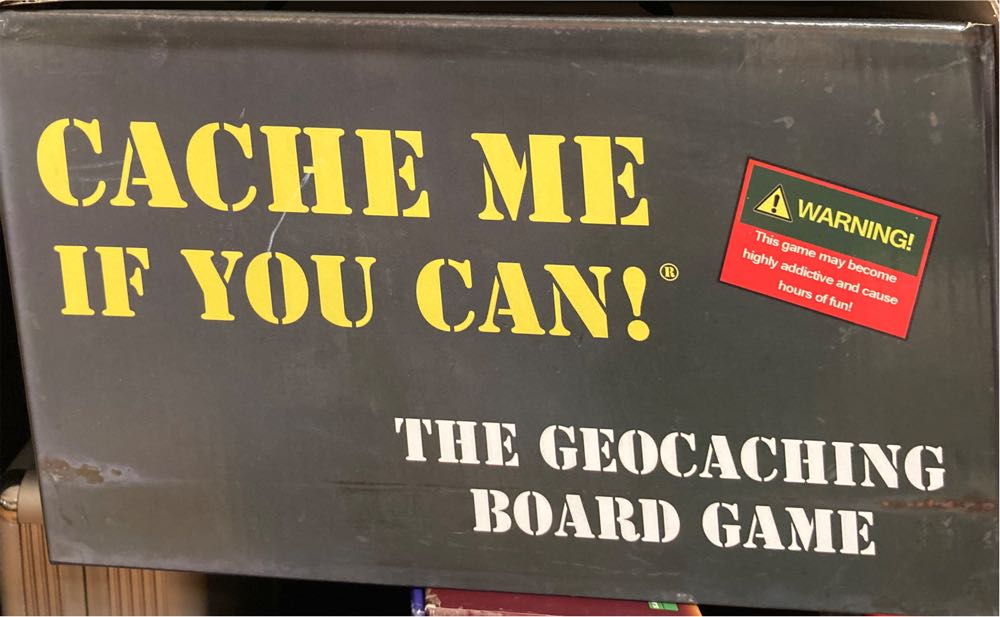 CACHE ME
IF YOU CAN!®
WARNING!
This game may become
highly addictive and cause
hours of fun!
THE GEOCACHING
BOARD GAME